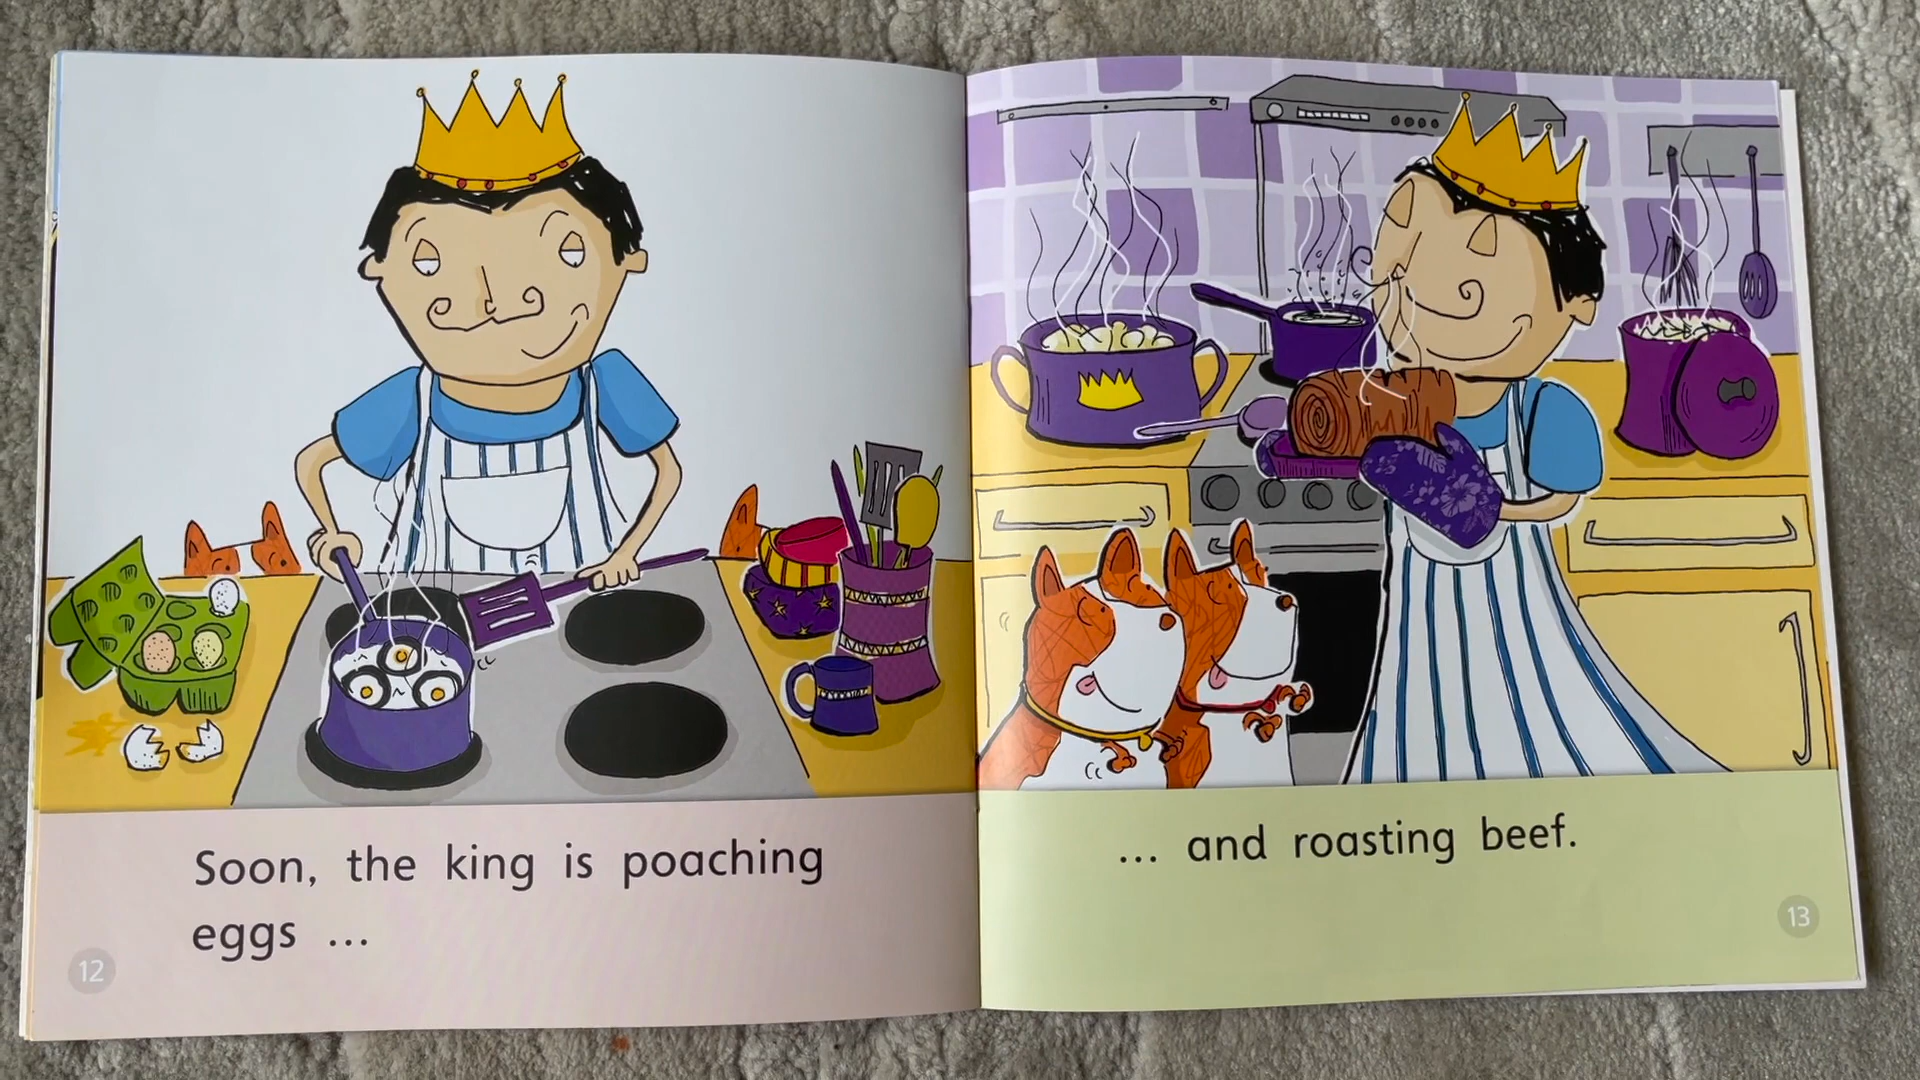 Soon, the king is poaching
eggs ...
12
... and roasting beef.
13